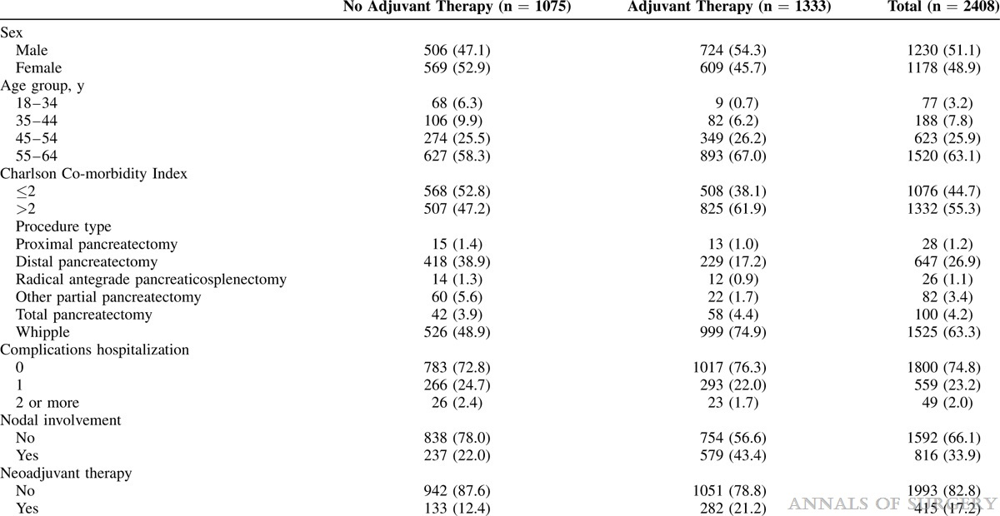 No Adjuvant Therapy (n = 1075) Adjuvant Therapy (n = 1333) Total (n = 2408)
Sex
Male 506 (47.1) 724 (54.3) 1230 (51.1)
Female 569 (52.9) 609 (45.7) 1178 (48.9)
Age group, y
18–34 68 (6.3) 9 (0.7) 77 (3.2)
35–44 106 (9.9) 82 (6.2) 188 (7.8)
45–54 274 (25.5) 349 (26.2) 623 (25.9)
55–64 627 (58.3) 893 (67.0) 1520 (63.1)
Charlson Co-morbidity Index
≤2 568 (52.8) 508 (38.1) 1076 (44.7)
>2 507 (47.2) 825 (61.9) 1332 (55.3)
Procedure type
Proximal pancreatectomy 15 (1.4) 13 (1.0) 28 (1.2)
Distal pancreatectomy 418 (38.9) 229 (17.2) 647 (26.9)
Radical antegrade pancreaticosplenectomy 14 (1.3) 12 (0.9) 26 (1.1)
Other partial pancreatectomy 60 (5.6) 22 (1.7) 82 (3.4)
Total pancreatectomy 42 (3.9) 58 (4.4) 100 (4.2)
Whipple 526 (48.9) 999 (74.9) 1525 (63.3)
Complications hospitalization
0 783 (72.8) 1017 (76.3) 1800 (74.8)
1 266 (24.7) 293 (22.0) 559 (23.2)
2 or more 26 (2.4) 23 (1.7) 49 (2.0)
Nodal involvement
No 838 (78.0) 754 (56.6) 1592 (66.1)
Yes 237 (22.0) 579 (43.4) 816 (33.9)
Neoadjuvant therapy
No 942 (87.6) 1051 (78.8) 1993 (82.8)
Yes 133 (12.4) 282 (21.2) 415 (17.2)
ANNALS OF SURGERY